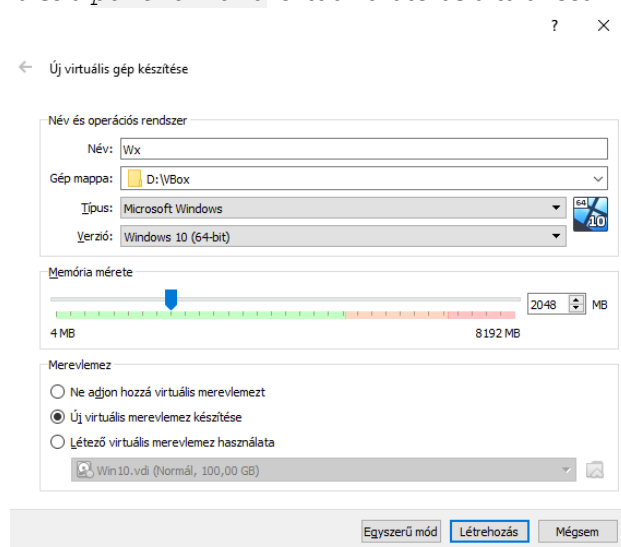 ? ×
← Új virtuális gép készítése
Név és operációs rendszer
Név: Wx
Gép mappa: D:\VBox
Típus: Microsoft Windows
64
10
Verzió: Windows 10 (64-bit)
Memória mérete
2048 MB
4 MB 8192 MB
Merevlemez
Ne adjon hozzá virtuális merevlemezt
Új virtuális merevlemez készítése
Létező virtuális merevlemez használata
Win10.vdi (Normál, 100,00 GB)
Egyszerű mód Létrehozás Mégsem